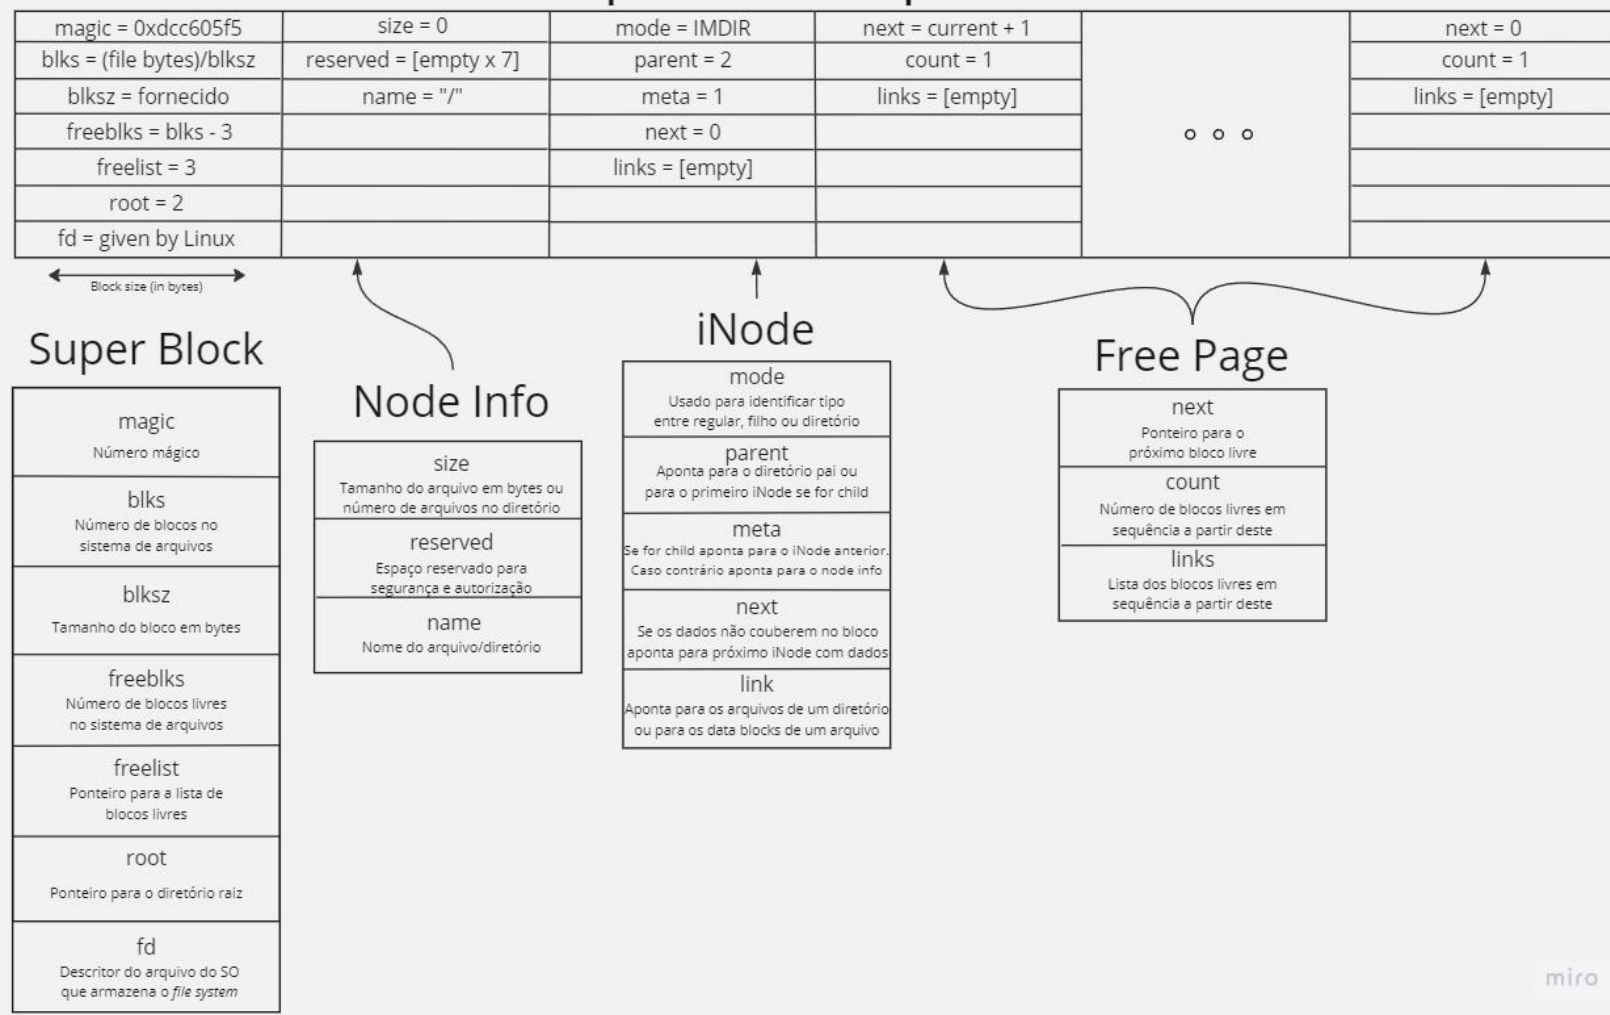 magic = 0xdcc605f5
blks = (file bytes)/blksz
blksz = fornecido
freeblks = blks - 3
freelist = 3
root = 2
fd = given by Linux
size = 0
reserved = [empty x 7]
name = "/"
mode = IMDIR
parent = 2
meta = 1
next = 0
links = [empty]
next = current + 1
count = 1
links = [empty]
next = 0
count = 1
links = [empty]
Block size (in bytes)
Super Block
magic
Número mágico
blks
Número de blocos no
sistema de arquivos
blksz
Tamanho do bloco em bytes
freeblks
Número de blocos livres
no sistema de arquivos
freelist
Ponteiro para a lista de
blocos livres
root
Ponteiro para o diretório raiz
fd
Descritor do arquivo do SO
que armazena o file system
Node Info
size
Tamanho do arquivo em bytes ou
número de arquivos no diretório
reserved
Espaço reservado para
segurança e autorização
name
Nome do arquivo/diretório
iNode
mode
Usado para identificar tipo
entre regular, filho ou diretório
parent
Aponta para o diretório pai ou
para o primeiro iNode se for child
meta
Se for child aponta para o iNode anterior.
Caso contrário aponta para o node info
next
Se os dados não couberem no bloco
aponta para próximo iNode com dados
link
Aponta para os arquivos de um diretório
ou para os data blocks de um arquivo
Free Page
next
Ponteiro para o
próximo bloco livre
count
Número de blocos livres em
sequência a partir deste
links
Lista dos blocos livres em
sequência a partir deste
miro